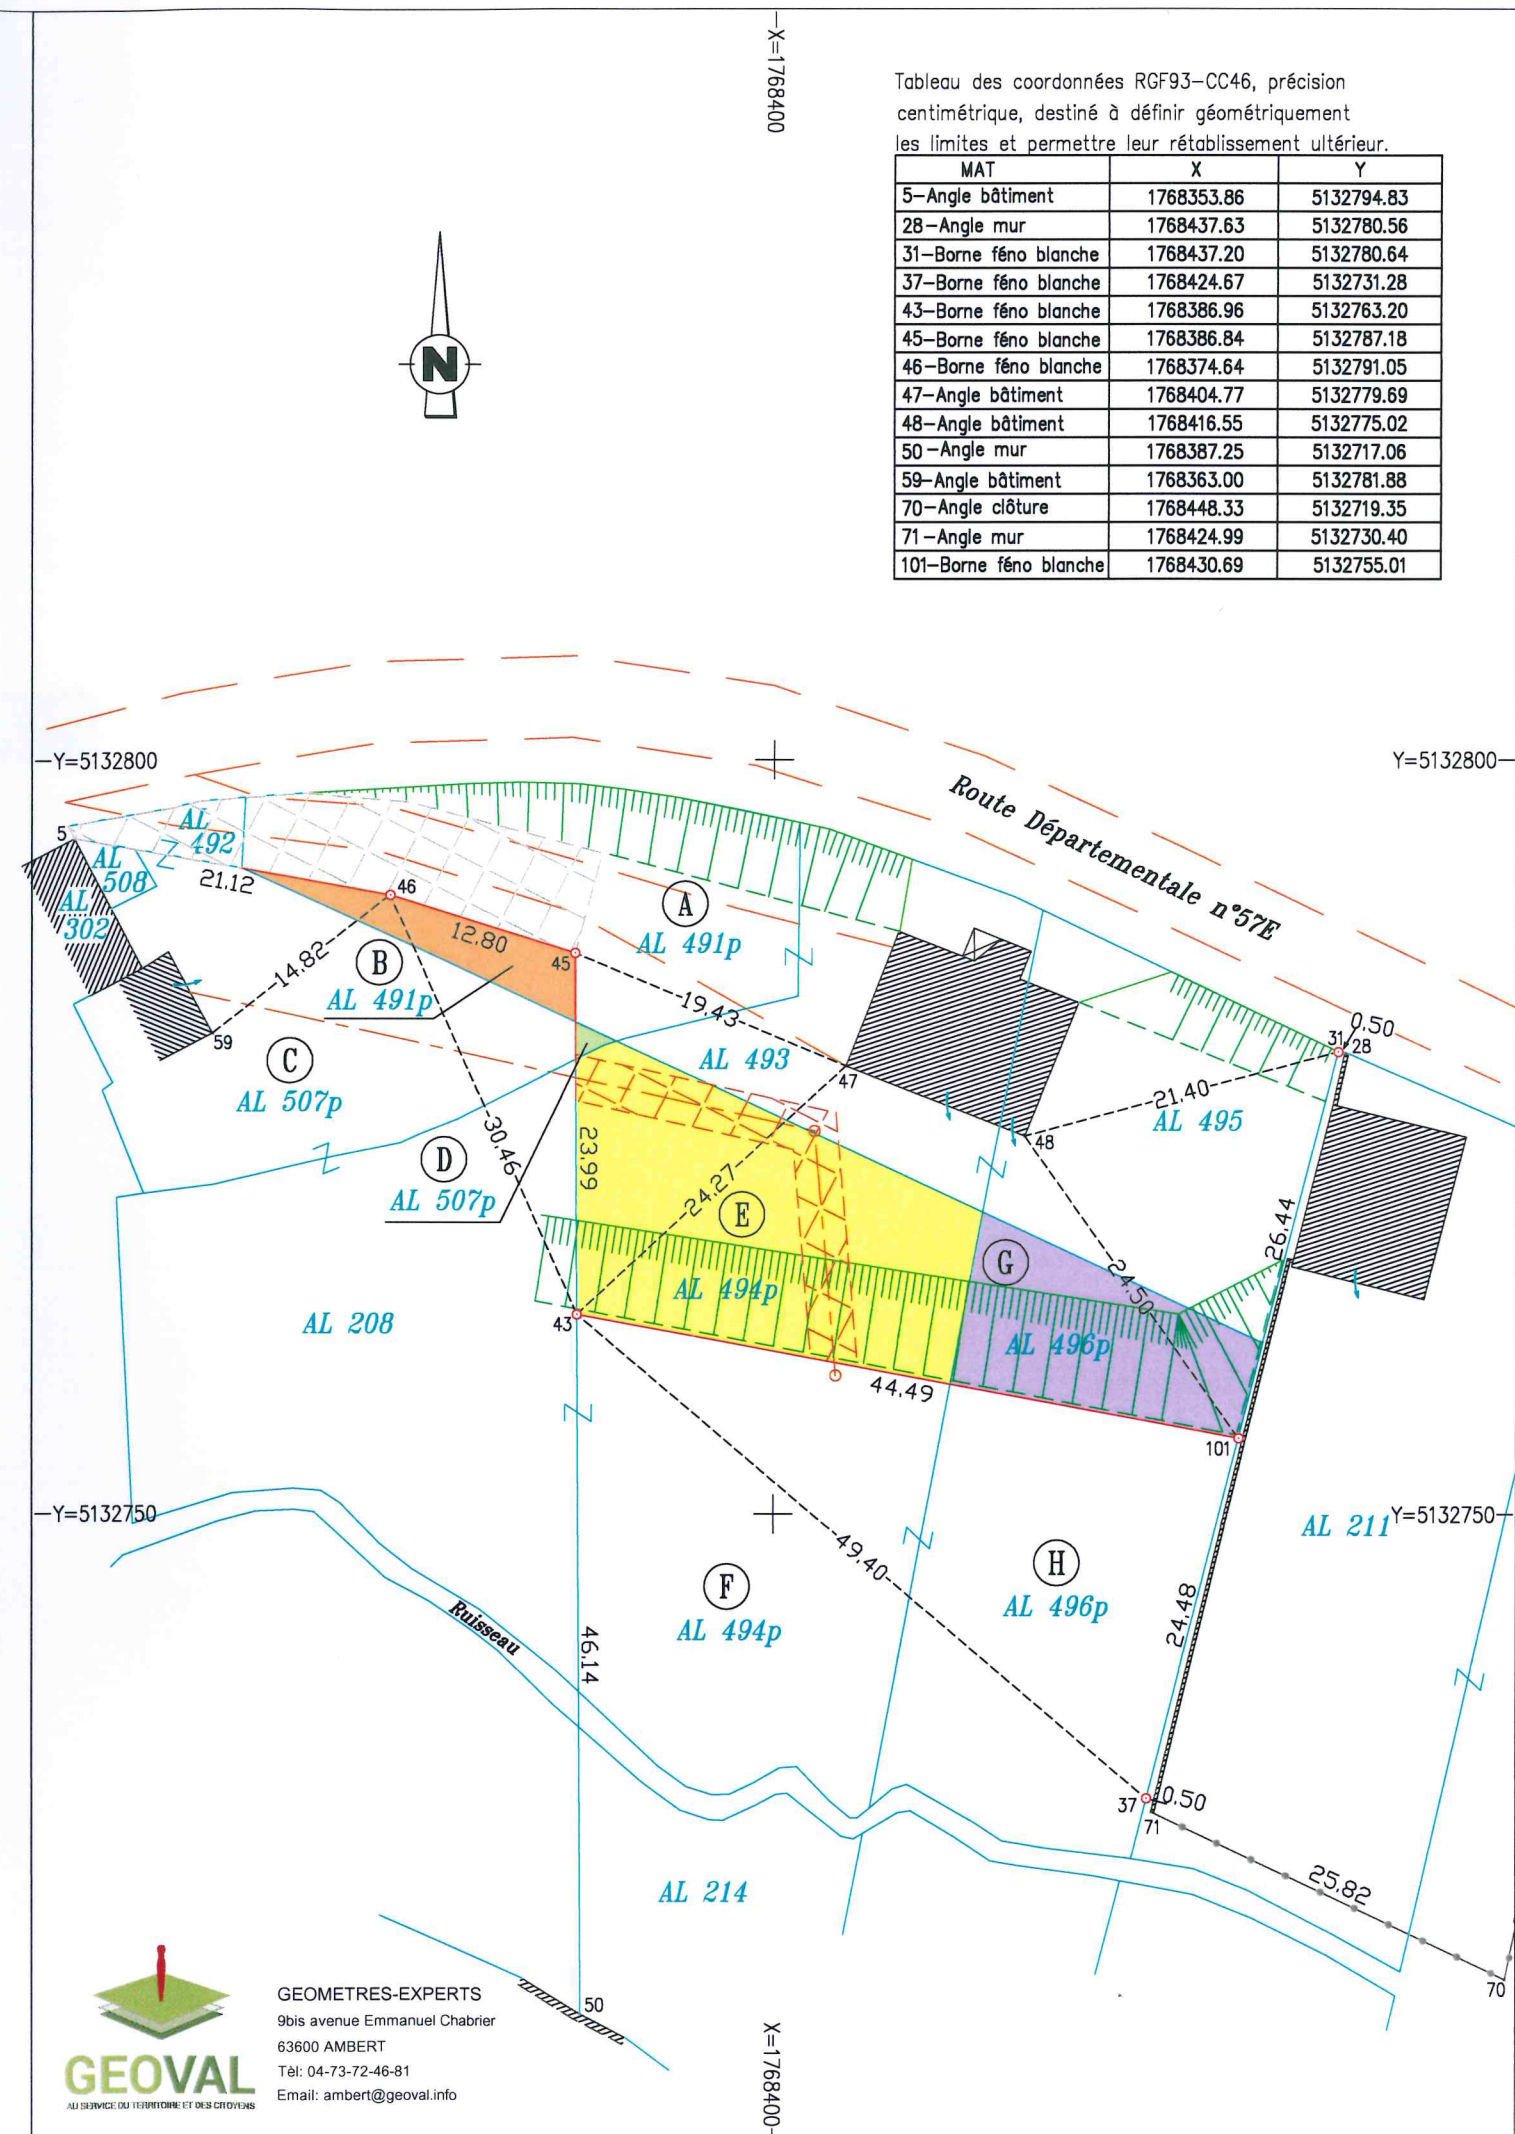 X=1768400
Tableau des coordonnées RGF93-CC46, précision
centimétrique, destiné à définir géométriquement
les limites et permettre leur rétablissement ultérieur.
MAT X Y
5-Angle bâtiment 1768353.86 5132794.83
28-Angle mur 1768437.63 5132780.56
31-Borne féno blanche 1768437.20 5132780.64
37-Borne féno blanche 1768424.67 5132731.28
43-Borne féno blanche 1768386.96 5132763.20
45-Borne féno blanche 1768386.84 5132787.18
46-Borne féno blanche 1768374.64 5132791.05
47-Angle bâtiment 1768404.77 5132779.69
48-Angle bâtiment 1768416.55 5132775.02
50-Angle mur 1768387.25 5132717.06
59-Angle bâtiment 1768363.00 5132781.88
70-Angle clôture 1768448.33 5132719.35
71-Angle mur 1768424.99 5132730.40
101-Borne féno blanche 1768430.69 5132755.01
N
Y=5132800
Y=5132800
Route Départementale n°57E
5
AL
492
AL
508
21.12
46
AL
302
A
AL 491p
12.80
45
14.82
B
AL 491p
19.43
59
C
AL 507p
AL 493
47
0.50
31
28
21.40
AL 495
48
30.46
D
AL 507p
23.99
24.27
E
26.44
G
24.50
AL 494p
AL 208
43
AL 496p
44.49
101
Y=5132750
AL 211
Y=5132750
49.40
F
AL 494p
H
AL 496p
24.48
Ruisseau
46.14
37
0.50
71
25.82
AL 214
70
50
GEOMETRES-EXPERTS
9bis avenue Emmanuel Chabrier
63600 AMBERT
Tèl: 04-73-72-46-81
Email: ambert@geoval.info
GEOVAL
AU SERVICE DU TERRITOIRE ET DES CITOYENS
X=1768400